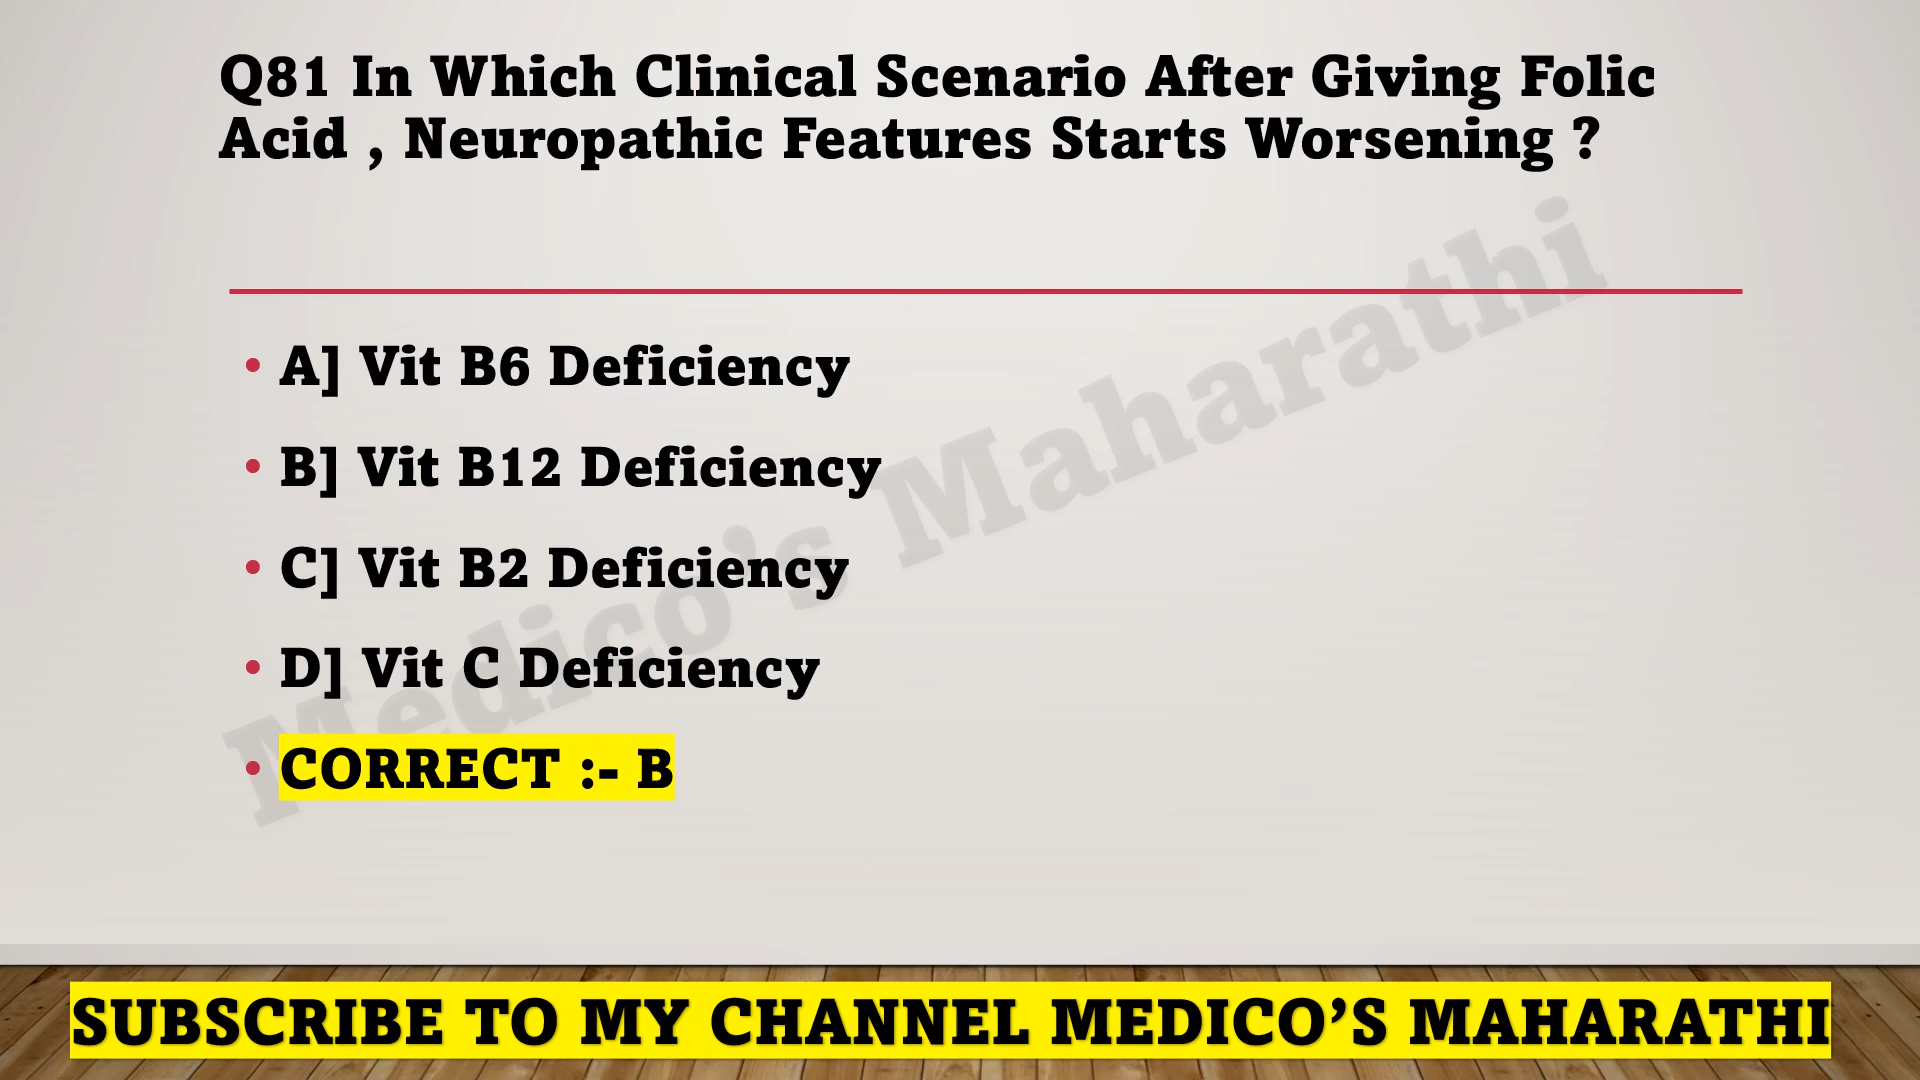 Q81 In Which Clinical Scenario After Giving Folic
Acid , Neuropathic Features Starts Worsening ?
• A] Vit B6 Deficiency
• B] Vit B12 Deficiency
• C] Vit B2 Deficiency
• D] Vit C Deficiency
• CORRECT :- B
Medico's Maharathi
SUBSCRIBE TO MY CHANNEL MEDICO'S MAHARATHI